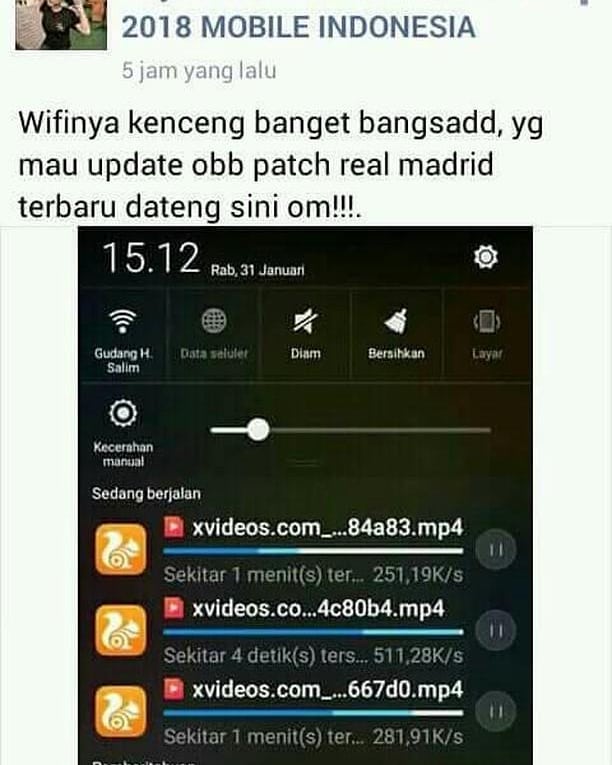 2018 MOBILE INDONESIA
5 jam yang lalu
Wifinya kenceng banget bangsadd, yg
mau update obb patch real madrid
terbaru dateng sini om!!!.
15.12 Rab, 31 Januari
Gudang H. Salim
Data seluler
Diam
Bersihkan
Layar
Kecerahan manual
Sedang berjalan
xvideos.com_...84a83.mp4
Sekitar 1 menit(s) ter... 251,19K/s
xvideos.co...4c80b4.mp4
Sekitar 4 detik(s) ters... 511,28K/s
xvideos.com_...667d0.mp4
Sekitar 1 menit(s) ter... 281,91K/s